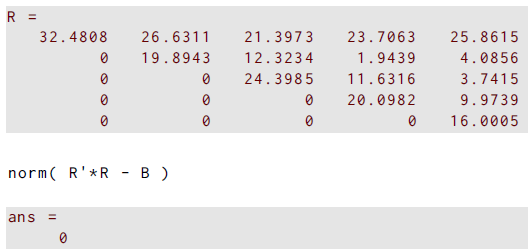 R =
32.4808 26.6311 21.3973 23.7063 25.8615
0 19.8943 12.3234 1.9439 4.0856
0 0 24.3985 11.6316 3.7415
0 0 0 20.0982 9.9739
0 0 0 0 16.0005
norm( R'*R - B )
ans =
0